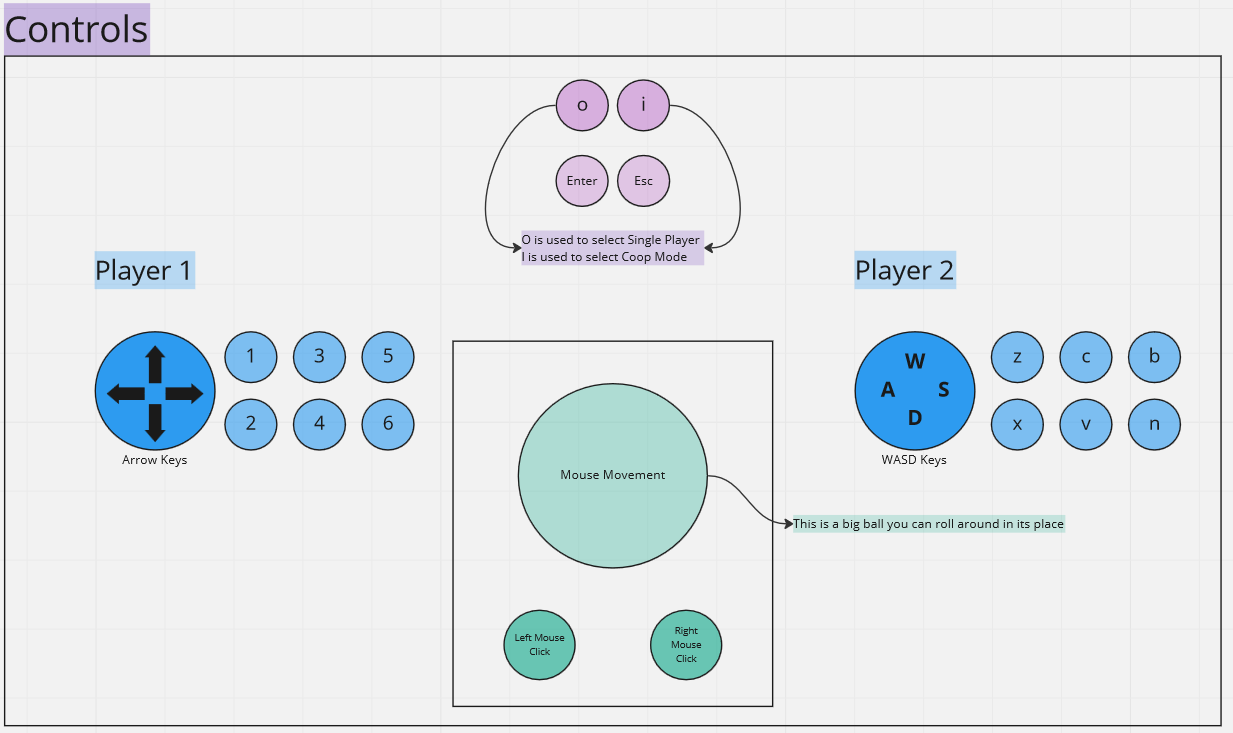 Controls
o
i
Enter
Esc
O is used to select Single Player
I is used to select Coop Mode
Player 1
1
3
5
2
4
6
Arrow Keys
Player 2
W
A
S
D
z
c
b
x
v
n
WASD Keys
Mouse Movement
This is a big ball you can roll around in its place
Left Mouse
Click
Right
Mouse
Click